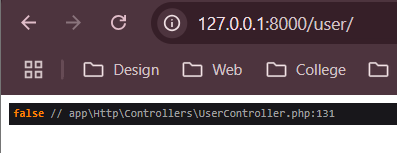 127.0.0.1:8000/user/
Design Web College
false // app\Http\Controllers\UserController.php:131